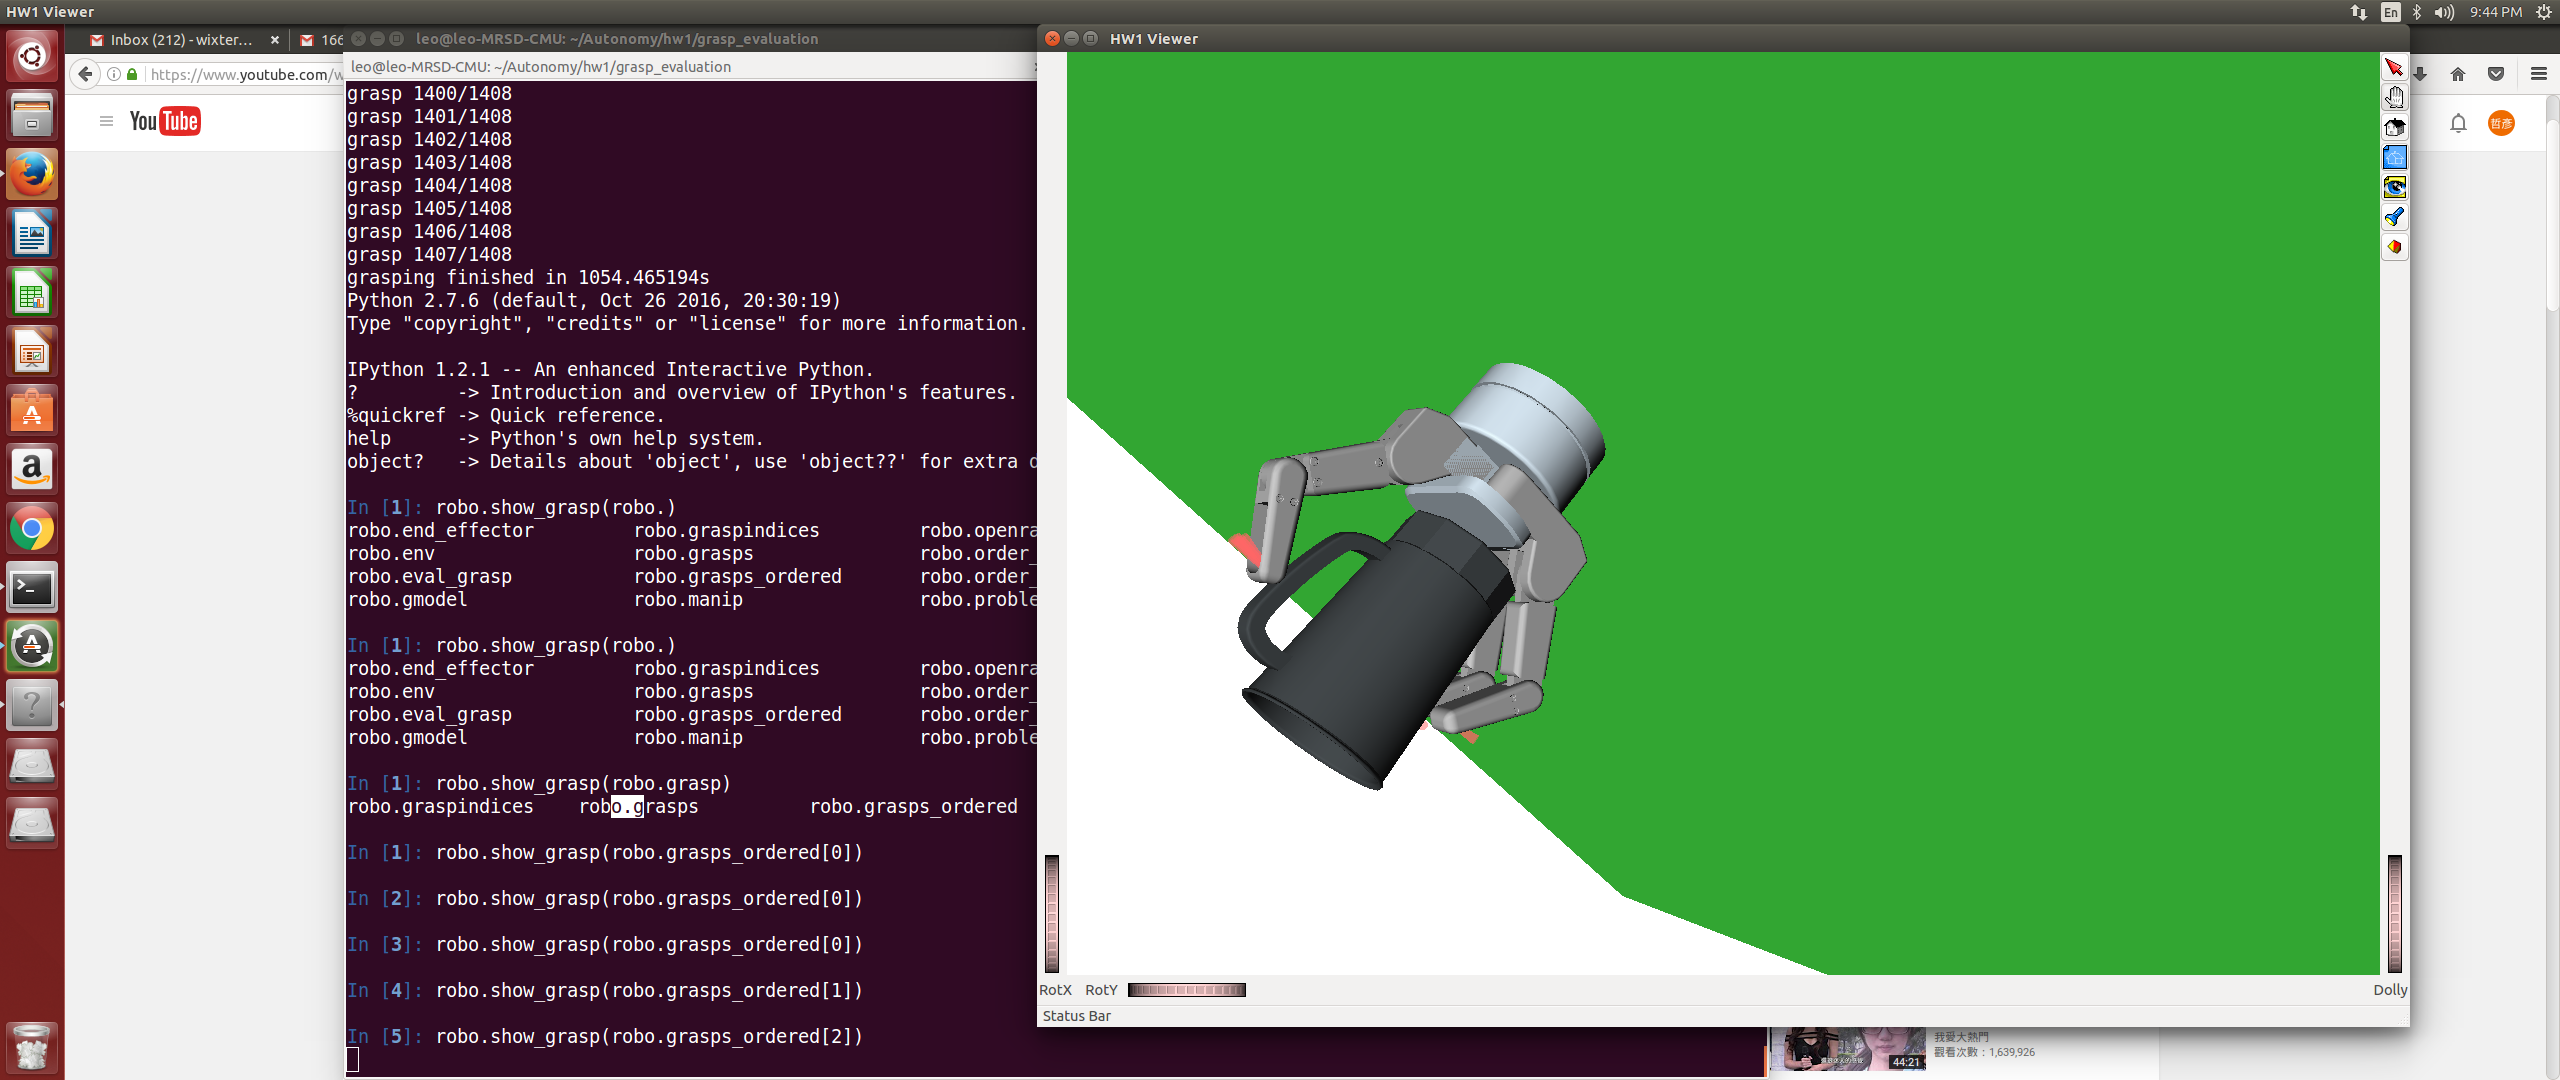 HW1 Viewer
En
9:44 PM
Inbox (212) - wixter...
166
leo@leo-MRSD-CMU: ~/Autonomy/hw1/grasp_evaluation
HW1 Viewer
https://www.youtube.com/w
leo@leo-MRSD-CMU: ~/Autonomy/hw1/grasp_evaluation
YouTube
哲彥
grasp 1400/1408
grasp 1401/1408
grasp 1402/1408
grasp 1403/1408
grasp 1404/1408
grasp 1405/1408
grasp 1406/1408
grasp 1407/1408
grasping finished in 1054.465194s
Python 2.7.6 (default, Oct 26 2016, 20:30:19)
Type "copyright", "credits" or "license" for more information.
IPython 1.2.1 -- An enhanced Interactive Python.
? -> Introduction and overview of IPython's features.
%quickref -> Quick reference.
help -> Python's own help system.
object? -> Details about 'object', use 'object??' for extra d
In [1]: robo.show_grasp(robo.)
robo.end_effector robo.graspindices robo.openra
robo.env robo.grasps robo.order_
robo.eval_grasp robo.grasps_ordered robo.order_
robo.gmodel robo.manip robo.proble
In [1]: robo.show_grasp(robo.)
robo.end_effector robo.graspindices robo.openra
robo.env robo.grasps robo.order_
robo.eval_grasp robo.grasps_ordered robo.order_
robo.gmodel robo.manip robo.proble
In [1]: robo.show_grasp(robo.grasp)
robo.graspindices robo.grasps robo.grasps_ordered
In [1]: robo.show_grasp(robo.grasps_ordered[0])
In [2]: robo.show_grasp(robo.grasps_ordered[0])
In [3]: robo.show_grasp(robo.grasps_ordered[0])
In [4]: robo.show_grasp(robo.grasps_ordered[1])
In [5]: robo.show_grasp(robo.grasps_ordered[2])
RotX RotY
Dolly
Status Bar
我愛大熱門
觀看次數：1,639,926
44:21